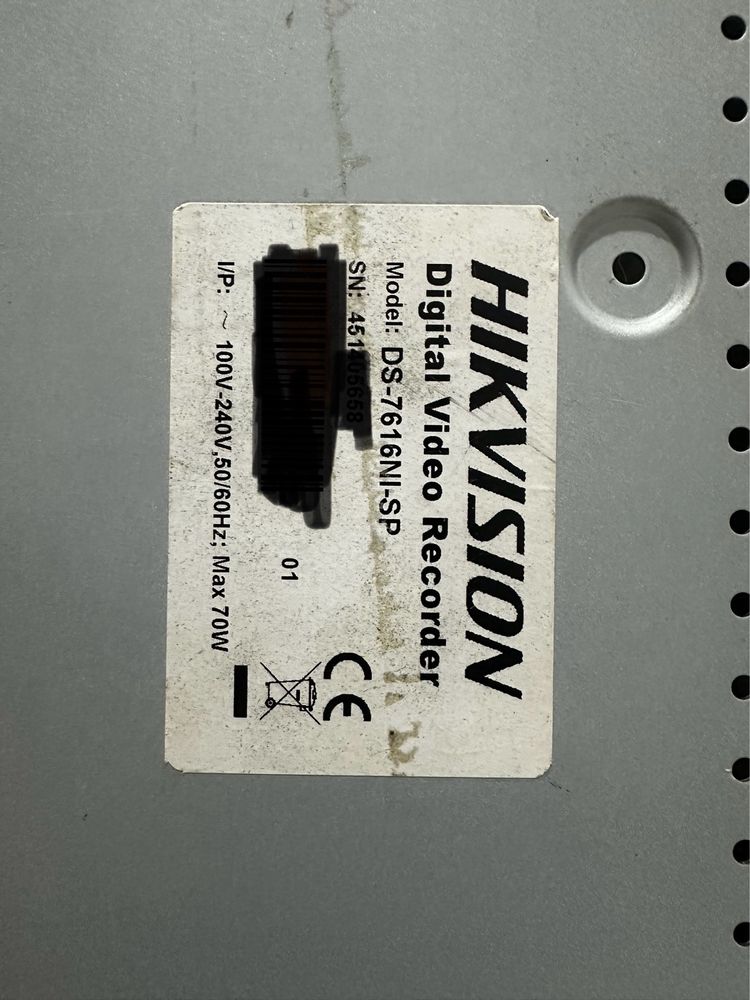 HIKVISION
Digital Video Recorder
Model: DS-7616NI-SP
SN:
01
I/P: ~ 100V-240V,50/60Hz; Max 70W
CE